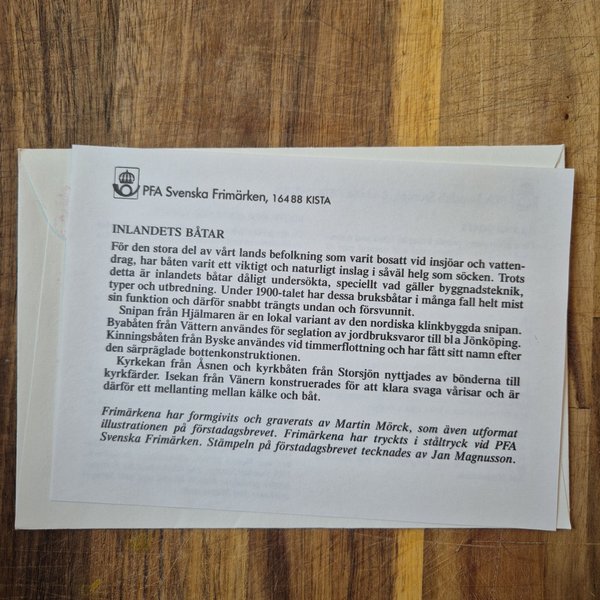 PFA Svenska Frimärken, 164 88 KISTA
INLANDETS BÅTAR
För den stora del av vårt lands befolkning som varit bosatt vid insjöar och vatten-
drag, har båten varit ett viktigt och naturligt inslag i såväl helg som söcken. Trots
detta är inlandets båtar dåligt undersökta, speciellt vad gäller byggnadsteknik,
typer och utbredning. Under 1900-talet har dessa bruksbåtar i många fall helt mist
sin funktion och därför snabbt trängts undan och försvunnit.
Snipan från Hjälmaren är en lokal variant av den nordiska klinkbyggda snipan.
Byabåten från Vättern användes för seglation av jordbruksvaror till bl a Jönköping.
Kinningsbåten från Byske användes vid timmerflottning och har fått sitt namn efter
den särpräglade bottenkonstruktionen.
Kyrkekan från Åsnen och kyrkbåten från Storsjön nyttjades av bönderna till
kyrkfärder. Isekan från Vänern konstruerades för att klara svaga vårisar och är
därför ett mellanting mellan kälke och båt.
Frimärkena har formgivits och graverats av Martin Mörck, som även utformat
illustrationen på förstadagsbrevet. Frimärkena har tryckts i ståltryck vid PFA
Svenska Frimärken. Stämpeln på förstadagsbrevet tecknades av Jan Magnusson.